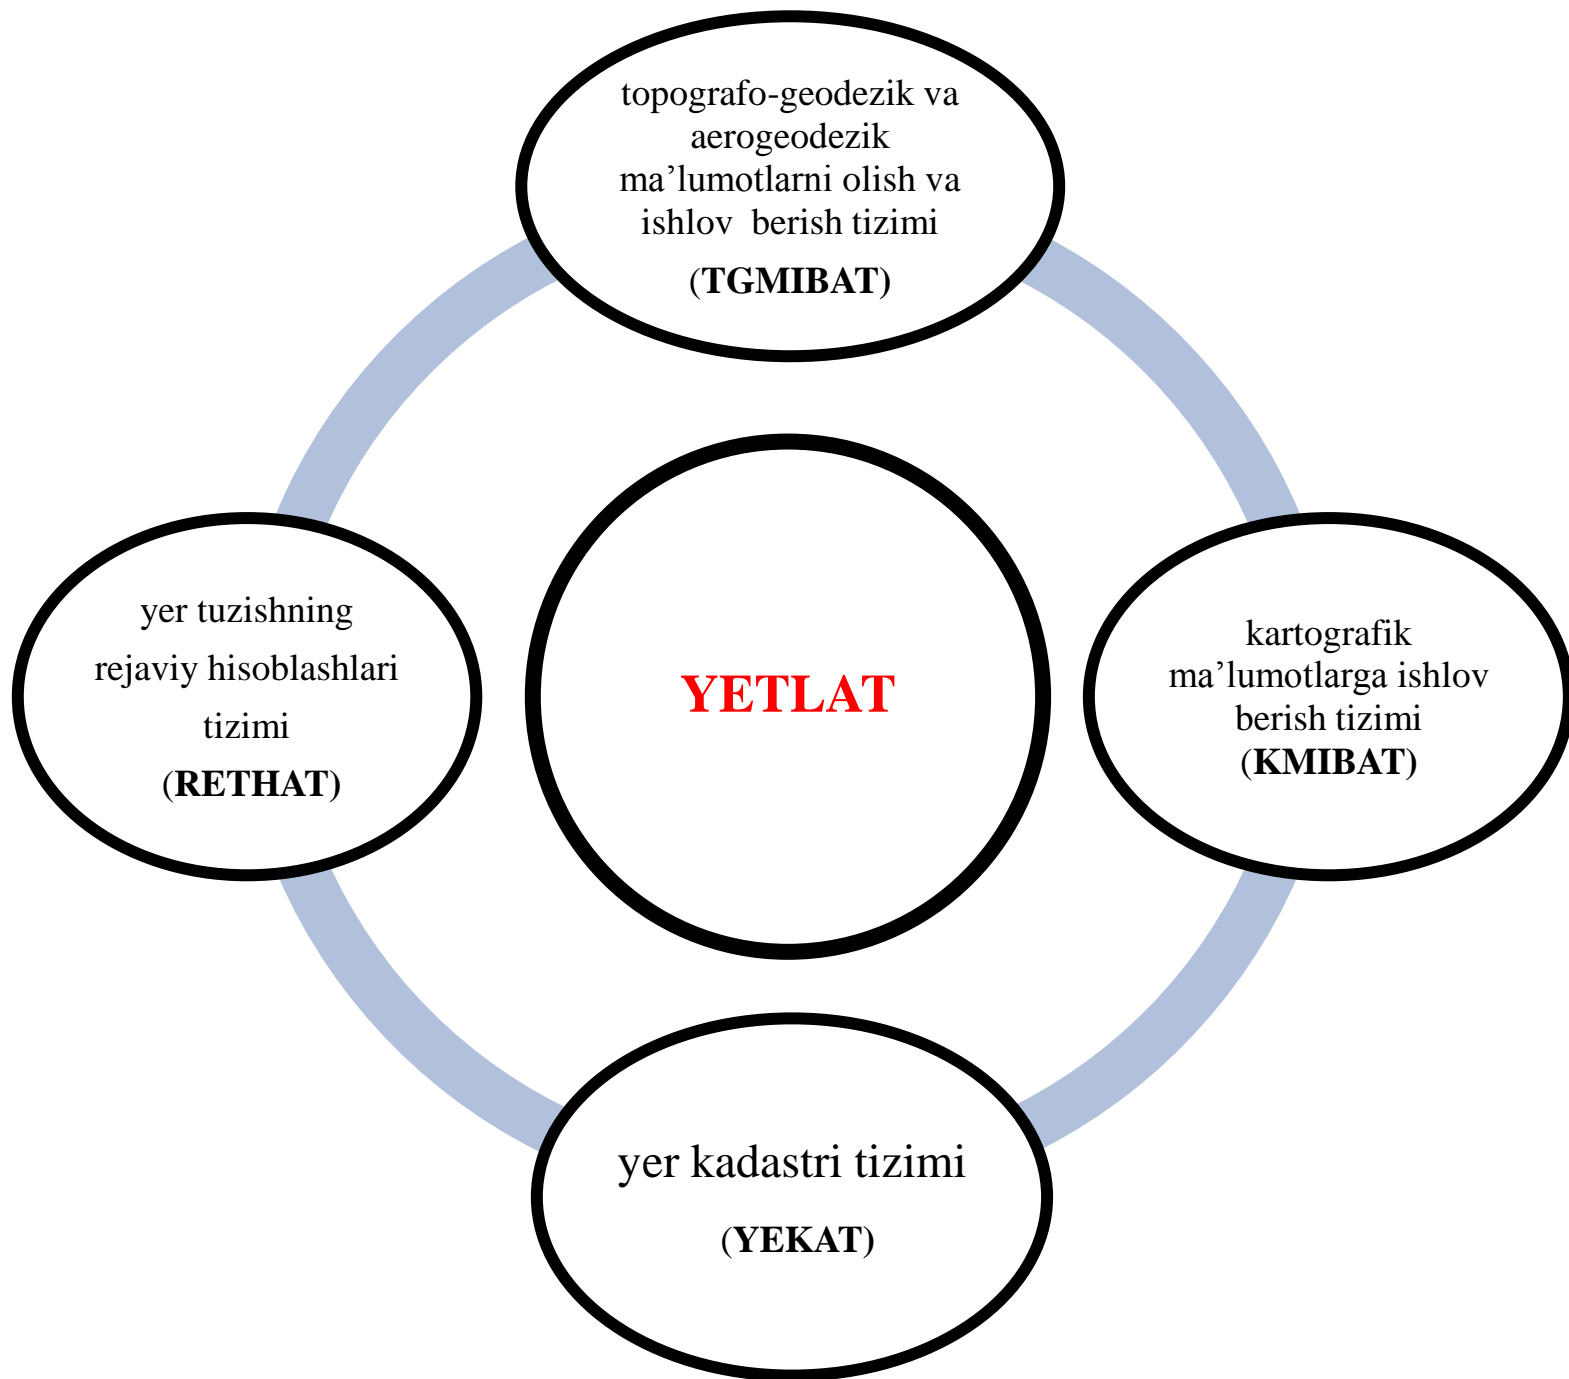 topografo-geodezik va
aerogeodezik
ma’lumotlarni olish va
ishlov  berish tizimi
(TGMIBAT)
yer tuzishning
rejaviy hisoblashlari
tizimi
(RETHAT)
YETLAT
kartografik
ma’lumotlarga ishlov
berish tizimi
(KMIBAT)
yer kadastri tizimi
(YEKAT)